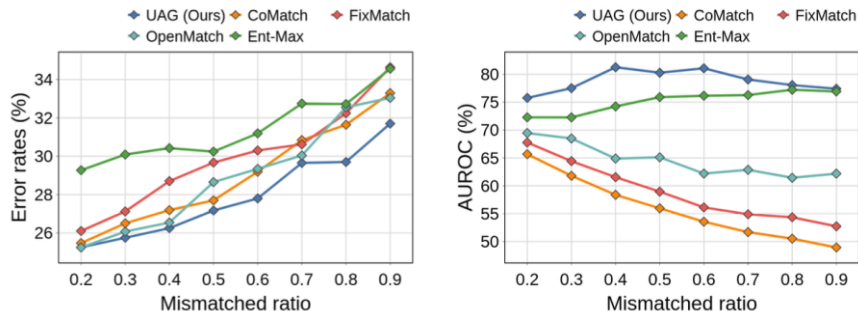 UAG (Ours) CoMatch FixMatch
OpenMatch Ent-Max
34
32
30
28
26
Error rates (%)
0.2 0.3 0.4 0.5 0.6 0.7 0.8 0.9
Mismatched ratio
UAG (Ours) CoMatch FixMatch
OpenMatch Ent-Max
80
75
70
65
60
55
50
AUROC (%)
0.2 0.3 0.4 0.5 0.6 0.7 0.8 0.9
Mismatched ratio